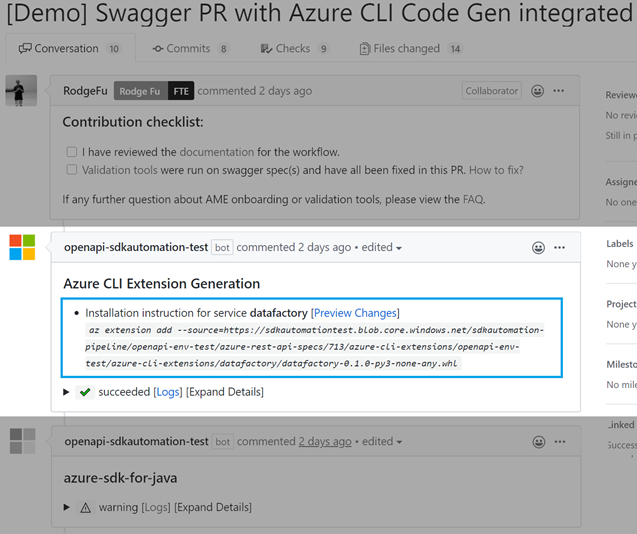 [Demo] Swagger PR with Azure CLI Code Gen integrated
Conversation 10 Commits 8 Checks 9 Files changed 14
RodgeFu Rodge Fu FTE commented 2 days ago Collaborator
Contribution checklist:
I have reviewed the documentation for the workflow.
Validation tools were run on swagger spec(s) and have all been fixed in this PR. How to fix?
If any further question about AME onboarding or validation tools, please view the FAQ.
Reviewe
No revi
Still in p
Assigne
No one
openapi-sdkautomation-test bot commented 2 days ago • edited
Azure CLI Extension Generation
• Installation instruction for service datafactory [Preview Changes]
az extension add --source=https://sdkautomationtest.blob.core.windows.net/sdkautomation-
pipeline/openapi-env-test/azure-rest-api-specs/713/azure-cli-extensions/openapi-env-
test/azure-cli-extensions/datafactory/datafactory-0.1.0-py3-none-any.whl
succeeded [Logs] [Expand Details]
Labels
None y
Project
None y
Milesto
No mile
Linked
Success
openapi-sdkautomation-test bot commented 2 days ago • edited
azure-sdk-for-java
warning [Logs] [Expand Details]